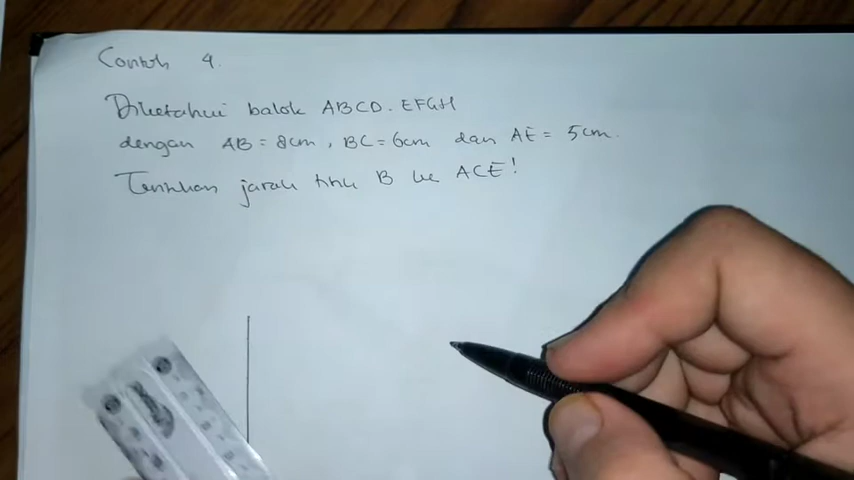 Contoh 4.
Diketahui balok ABCD.EFGH
dengan AB = 8cm, BC = 6cm dan AE = 5cm.
Tentukan jarak titik B ke ACE!